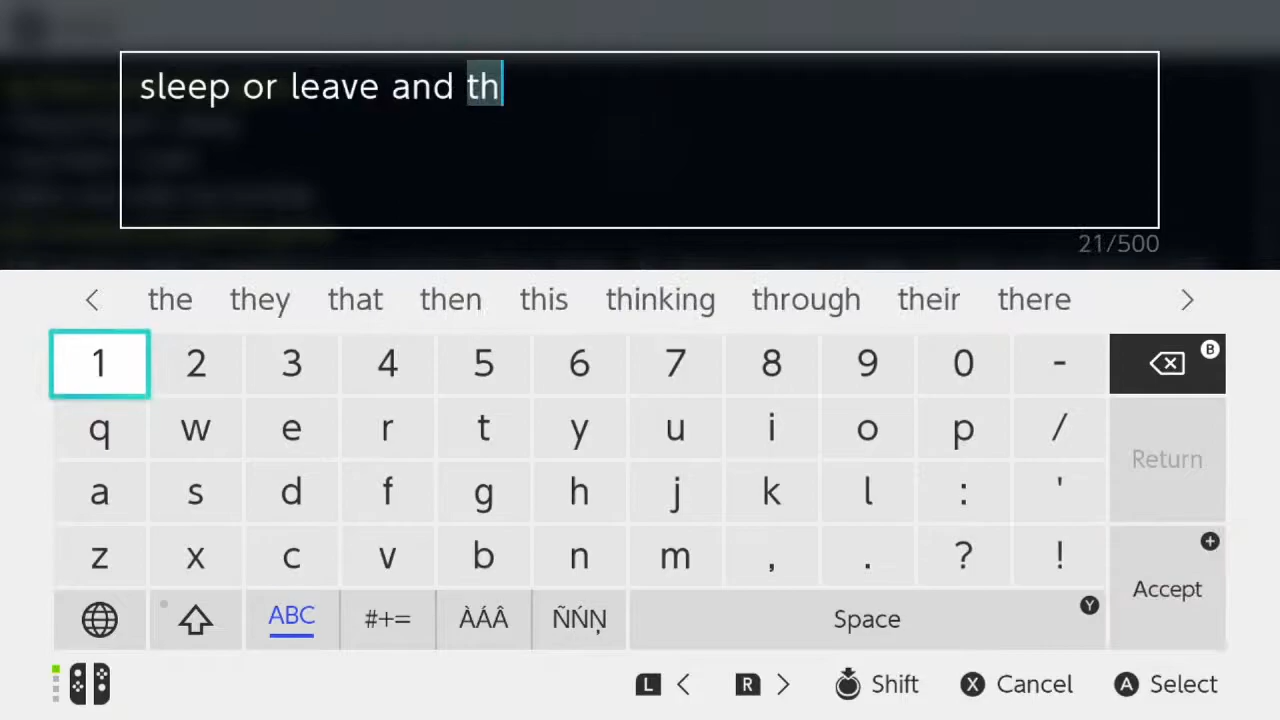 sleep or leave and th
21/500
the they that then this thinking through their there
1 2 3 4 5 6 7 8 9 0 - B
q w e r t y u i o p / Return
a s d f g h j k l : '
z x c v b n m , . ? ! +
ABC #+= ÀÁÂ ÑŃŅ Space Y Accept
L R Shift X Cancel A Select